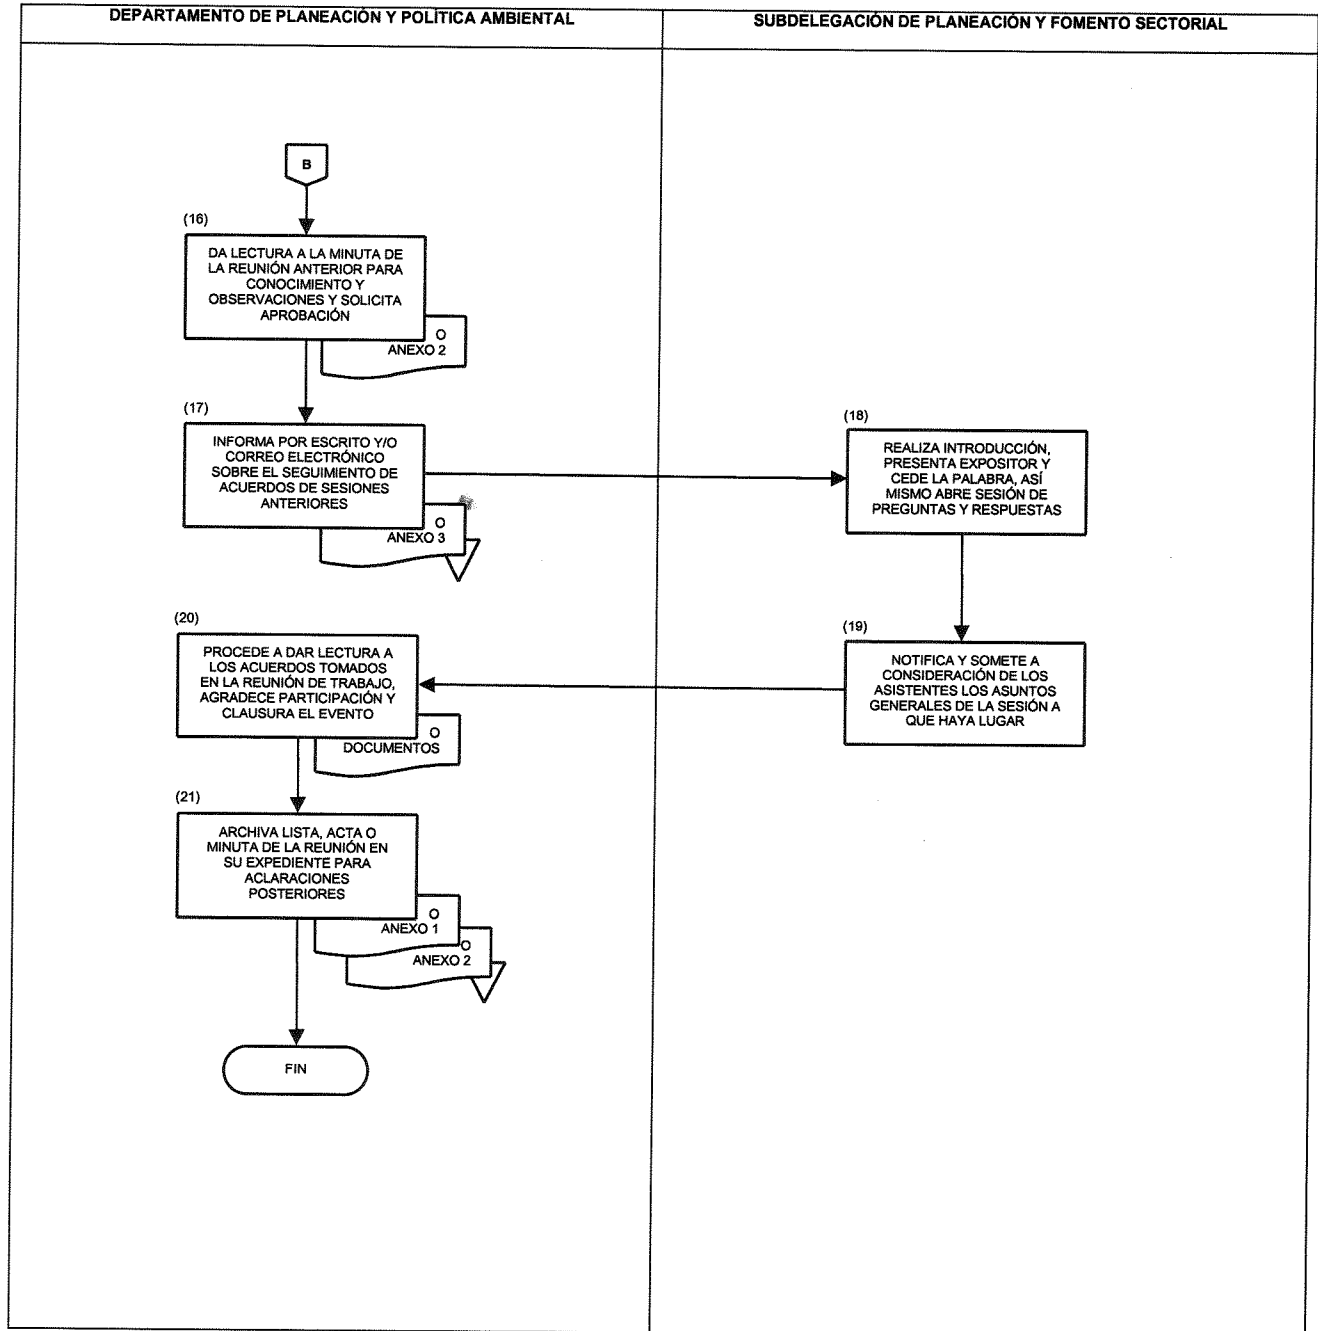 DEPARTAMENTO DE PLANEACIÓN Y POLÍTICA AMBIENTAL
SUBDELEGACIÓN DE PLANEACIÓN Y FOMENTO SECTORIAL
B
(16)
DA LECTURA A LA MINUTA DE
LA REUNIÓN ANTERIOR PARA
CONOCIMIENTO Y
OBSERVACIONES Y SOLICITA
APROBACIÓN
O
ANEXO 2
(17)
INFORMA POR ESCRITO Y/O
CORREO ELECTRÓNICO
SOBRE EL SEGUIMIENTO DE
ACUERDOS DE SESIONES
ANTERIORES
O
ANEXO 3
(18)
REALIZA INTRODUCCIÓN,
PRESENTA EXPOSITOR Y
CEDE LA PALABRA, ASÍ
MISMO ABRE SESIÓN DE
PREGUNTAS Y RESPUESTAS
(19)
NOTIFICA Y SOMETE A
CONSIDERACIÓN DE LOS
ASISTENTES LOS ASUNTOS
GENERALES DE LA SESIÓN A
QUE HAYA LUGAR
(20)
PROCEDE A DAR LECTURA A
LOS ACUERDOS TOMADOS
EN LA REUNIÓN DE TRABAJO,
AGRADECE PARTICIPACIÓN Y
CLAUSURA EL EVENTO
O
DOCUMENTOS
(21)
ARCHIVA LISTA, ACTA O
MINUTA DE LA REUNIÓN EN
SU EXPEDIENTE PARA
ACLARACIONES
POSTERIORES
O
ANEXO 1
O
ANEXO 2
FIN